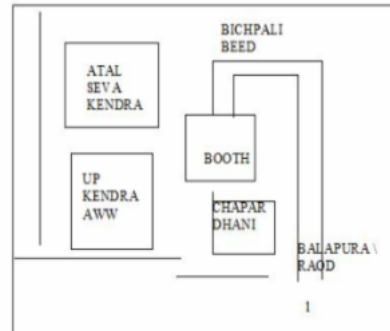 BICHPALI
BEED
ATAL
SEVA
KENDRA
BOOTH
UP
KENDRA
AWW
CHAPAR
DHANI
BALAPURA \
RAOD
1